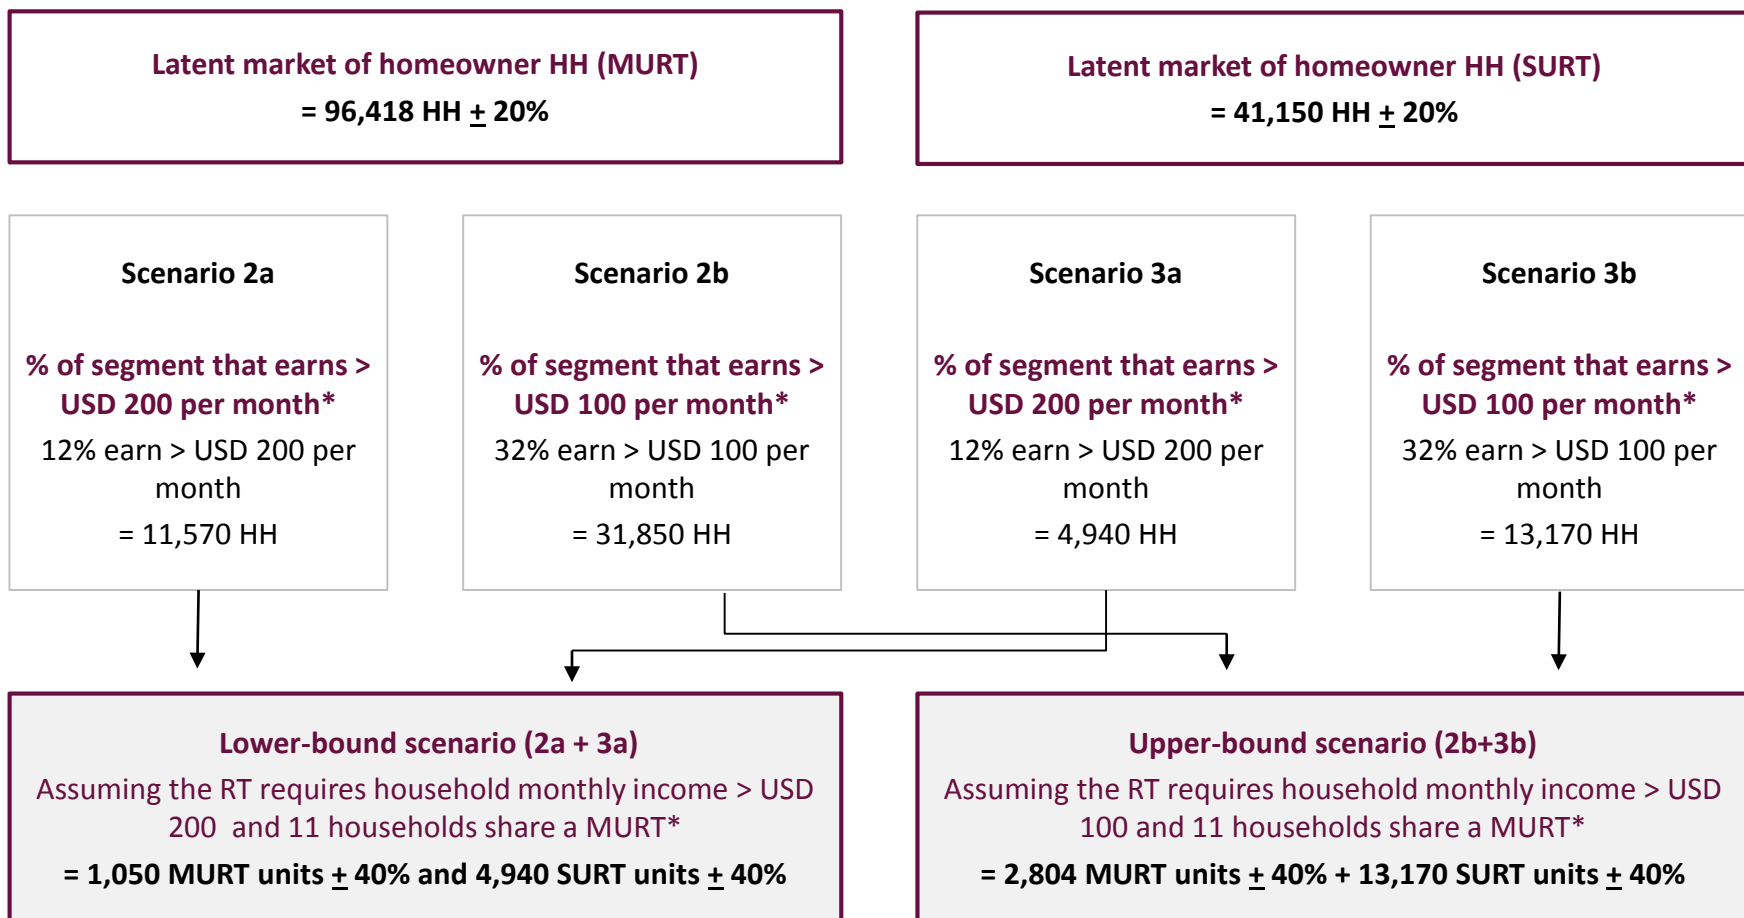 Latent market of homeowner HH (MURT)
= 96,418 HH ± 20%
Latent market of homeowner HH (SURT)
= 41,150 HH ± 20%
Scenario 2a
% of segment that earns >
USD 200 per month*
12% earn > USD 200 per
month
= 11,570 HH
Scenario 2b
% of segment that earns >
USD 100 per month*
32% earn > USD 100 per
month
= 31,850 HH
Scenario 3a
% of segment that earns >
USD 200 per month*
12% earn > USD 200 per
month
= 4,940 HH
Scenario 3b
% of segment that earns >
USD 100 per month*
32% earn > USD 100 per
month
= 13,170 HH
Lower-bound scenario (2a + 3a)
Assuming the RT requires household monthly income > USD
200 and 11 households share a MURT*
= 1,050 MURT units ± 40% and 4,940 SURT units ± 40%
Upper-bound scenario (2b+3b)
Assuming the RT requires household monthly income > USD
100 and 11 households share a MURT*
= 2,804 MURT units ± 40% + 13,170 SURT units ± 40%